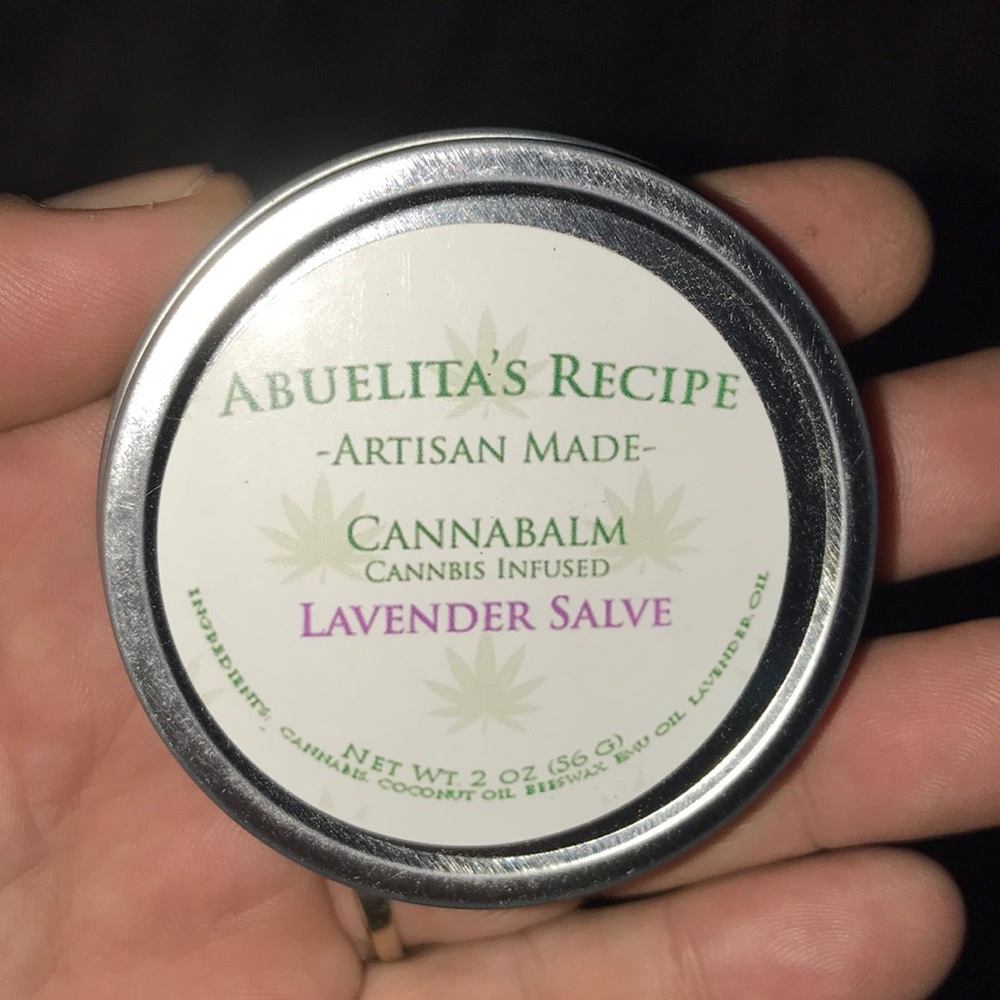 ABUELITA'S RECIPE
-ARTISAN MADE-
CANNABALM
CANNBIS INFUSED
LAVENDER SALVE
NET WT. 2 OZ (56 G)
INGREDIENTS: CANNABIS, COCONUT OIL BEESWAX EMU OIL LAVENDER OIL